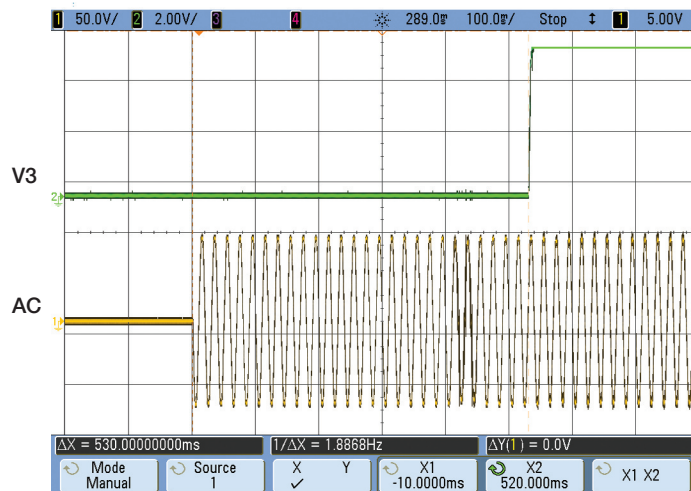 1 50.0V/ 2 2.00V/ 3 4 289.0ms 100.0ms/ Stop 1 5.00V
V3
2
AC
1
ΔX = 530.00000000ms 1/ΔX = 1.8868Hz ΔY(1) = 0.0V
Mode Source X Y X1 X2 X1 X2
Manual 1 ✓ -10.0000ms 520.000ms